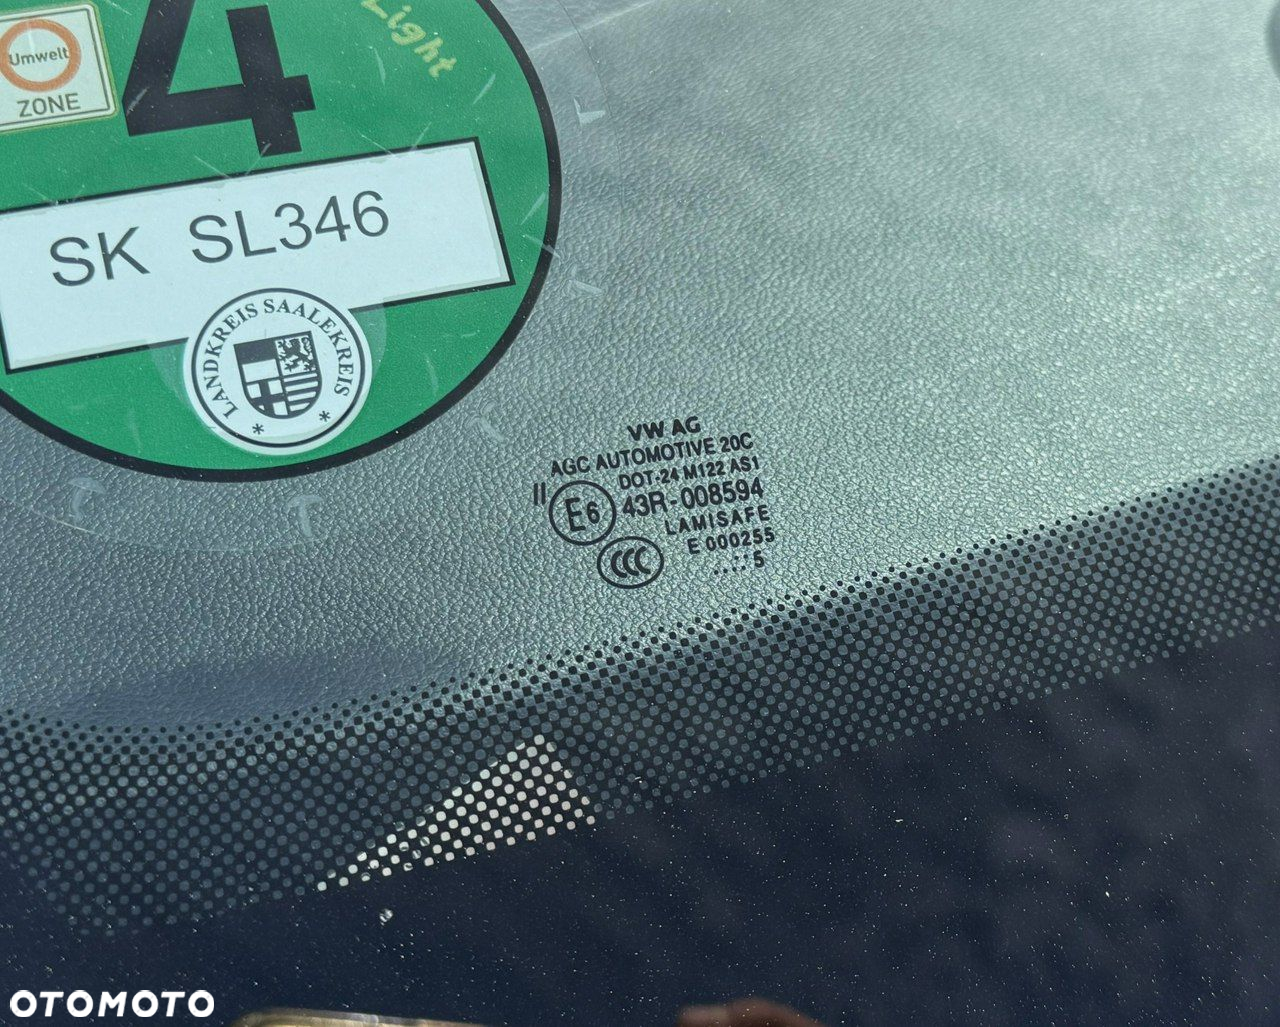 4
Light
Umwelt
ZONE
SK SL346
LANDKREIS SAALEKREIS
* *
VW AG
AGC AUTOMOTIVE 20C
DOT-24 M122 AS1
II E6 43R-008594
LAMISAFE
E 000255
CCC
....:: 5
OTOMOTO